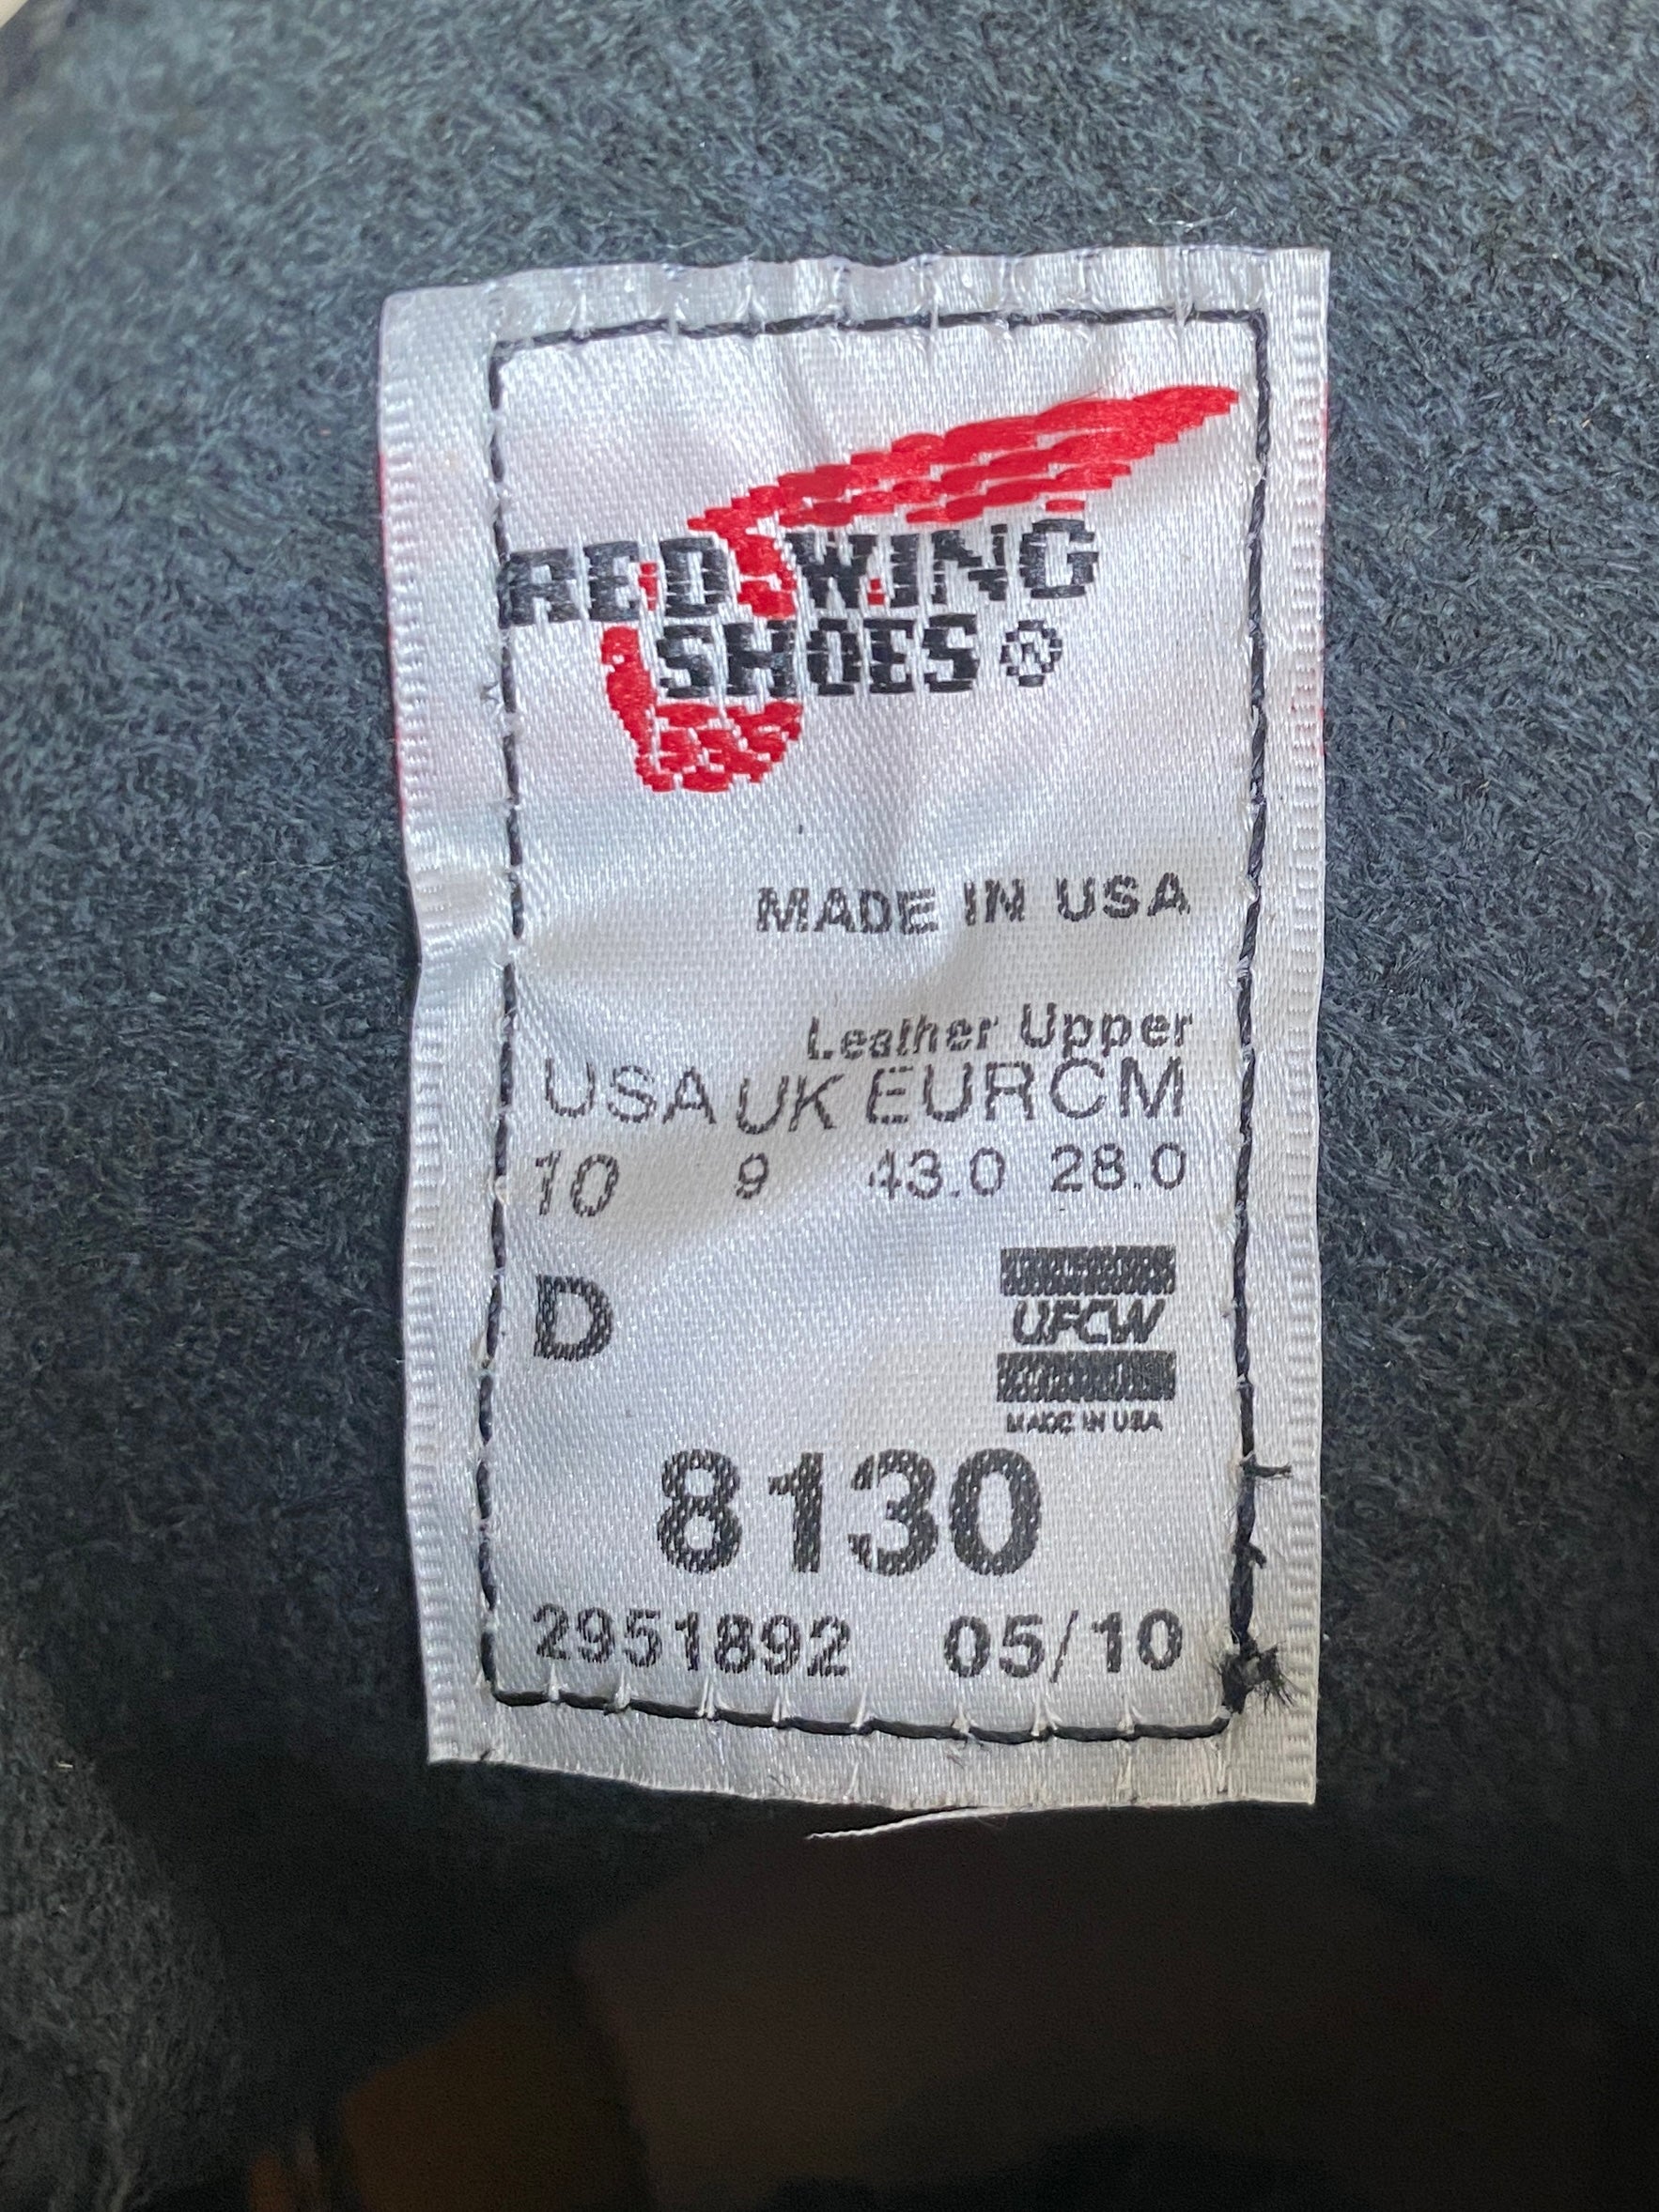 RED WING
SHOES®
MADE IN USA
Leather Upper
USA UK EUR CM
10 9 43.0 28.0
D
UFCW
MADE IN USA
8130
2951892 05/10